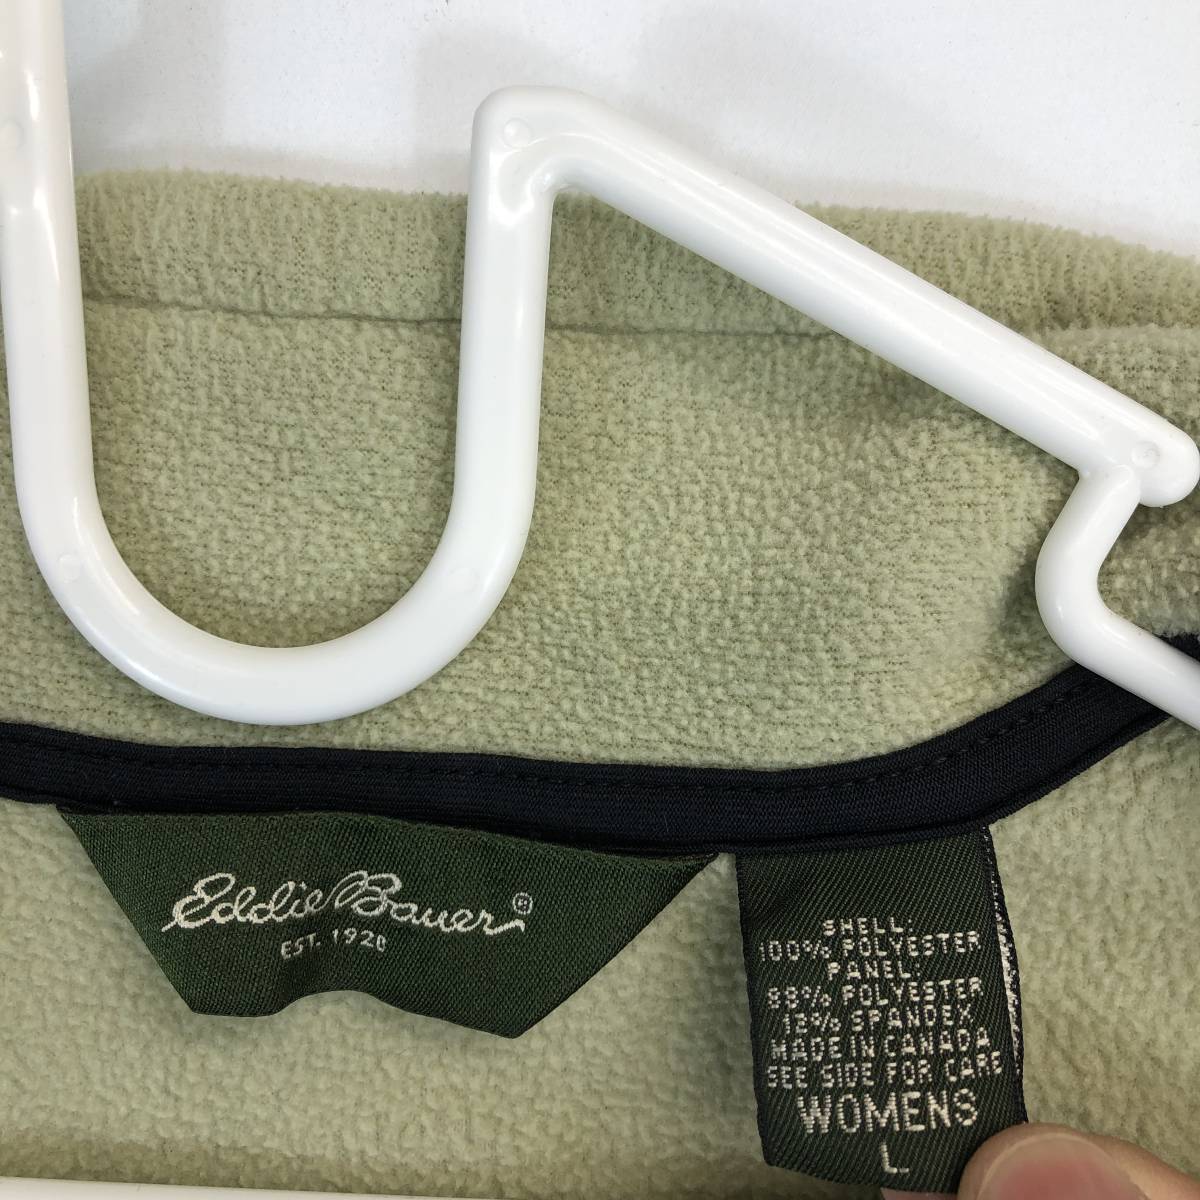 Eddie Bauer®
EST. 1920
SHELL:
100% POLYESTER
PANEL:
88% POLYESTER
12% SPANDEX
MADE IN CANADA
SEE SIDE FOR CARE
WOMENS
L.